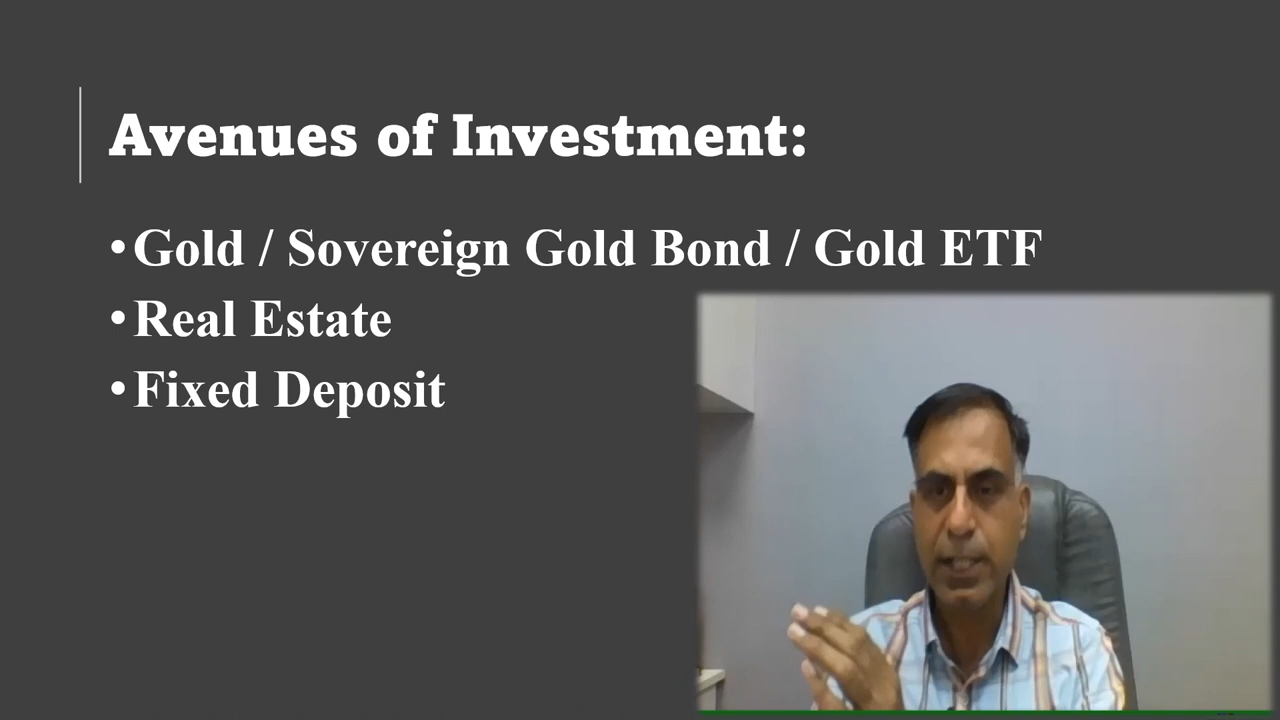 Avenues of Investment:
•Gold / Sovereign Gold Bond / Gold ETF
•Real Estate
•Fixed Deposit